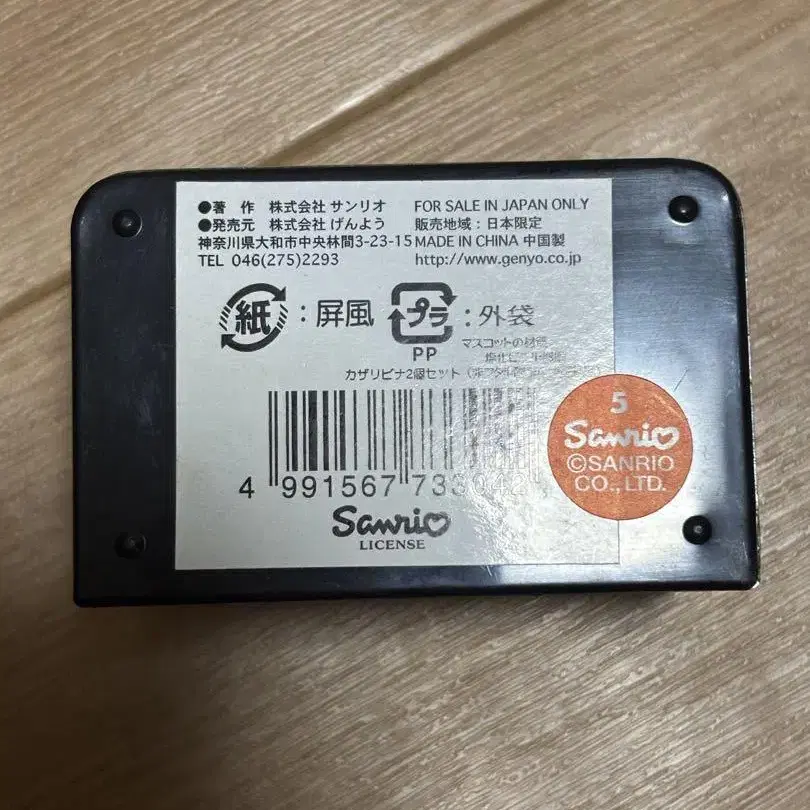 ●著　作　株式会社 サンリオ
●発売元　株式会社 げんよう
神奈川県大和市中央林間3-23-15
TEL 046(275)2293
FOR SALE IN JAPAN ONLY
販売地域：日本限定
MADE IN CHINA 中国製
http://www.genyo.co.jp
紙：屏風
プラ：外袋
PP
マスコットの材質
カザリビナ2個セット
4 991567
Sanrio
LICENSE
5
Sanrio
©SANRIO
CO.,LTD.